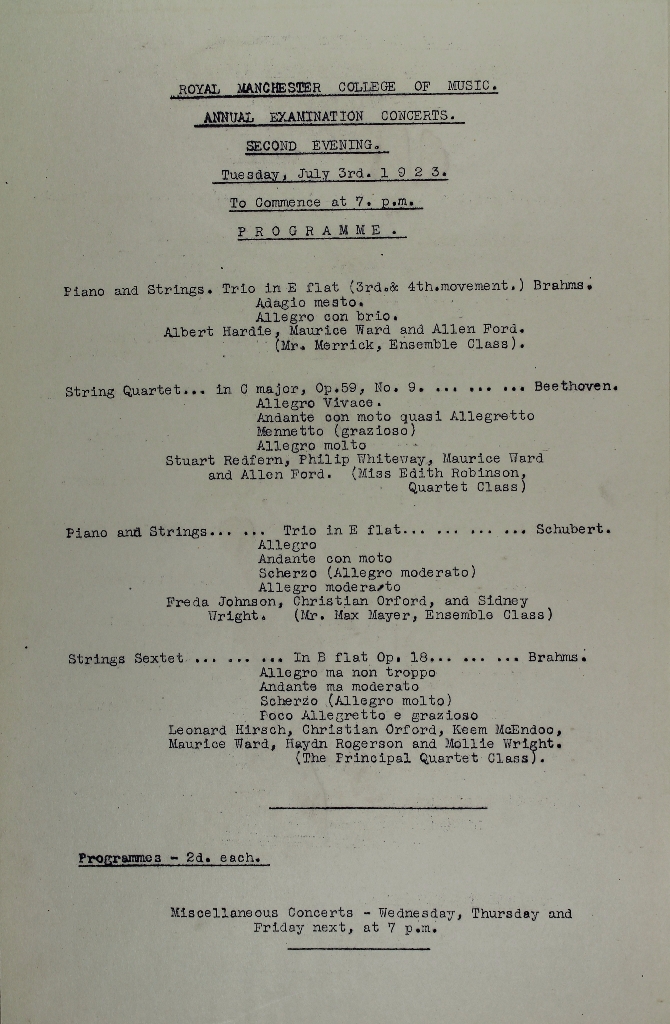 ROYAL MANCHESTER COLLEGE OF MUSIC.
ANNUAL EXAMINATION CONCERTS.
SECOND EVENING.
Tuesday, July 3rd. 1 9 2 3.
To Commence at 7. p.m.
P R O G R A M M E .
Piano and Strings. Trio in E flat (3rd.& 4th.movement.) Brahms.
Adagio mesto.
Allegro con brio.
Albert Hardie, Maurice Ward and Allen Ford.
(Mr. Merrick, Ensemble Class).
String Quartet... in C major, Op.59, No. 9. ... ... ... Beethoven.
Allegro Vivace.
Andante con moto quasi Allegretto
Mennetto (grazioso)
Allegro molto
Stuart Redfern, Philip Whiteway, Maurice Ward
and Allen Ford. (Miss Edith Robinson,
Quartet Class)
Piano and Strings... ... Trio in E flat... ... ... ... Schubert.
Allegro
Andante con moto
Scherzo (Allegro moderato)
Allegro moderato
Freda Johnson, Christian Orford, and Sidney
Wright. (Mr. Max Mayer, Ensemble Class)
Strings Sextet ... ... ... In B flat Op. 18... ... ... Brahms.
Allegro ma non troppo
Andante ma moderato
Scherzo (Allegro molto)
Poco Allegretto e grazioso
Leonard Hirsch, Christian Orford, Keem McEndoo,
Maurice Ward, Haydn Rogerson and Mollie Wright.
(The Principal Quartet Class).
Programmes - 2d. each.
Miscellaneous Concerts - Wednesday, Thursday and
Friday next, at 7 p.m.